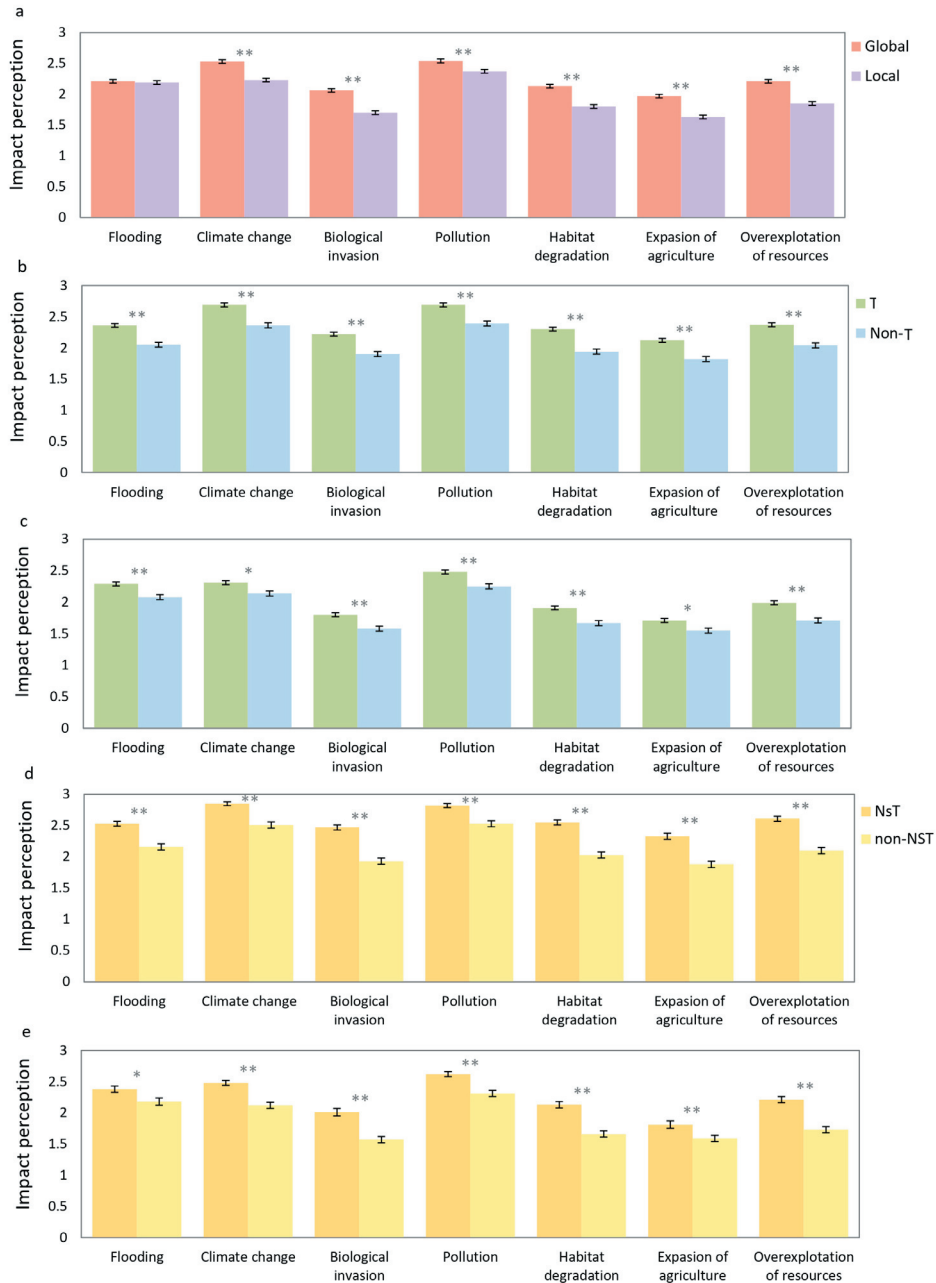 a
Impact perception
3
2.5
2
1.5
1
0.5
0
** ** ** ** ** **
Global
Local
Flooding Climate change Biological invasion Pollution Habitat degradation Expasion of agriculture Overexplotation of resources
b
Impact perception
3
2.5
2
1.5
1
0.5
0
** ** ** ** ** ** **
T
Non-T
Flooding Climate change Biological invasion Pollution Habitat degradation Expasion of agriculture Overexplotation of resources
c
Impact perception
3
2.5
2
1.5
1
0.5
0
** * ** ** ** * **
Flooding Climate change Biological invasion Pollution Habitat degradation Expasion of agriculture Overexplotation of resources
d
Impact perception
3
2.5
2
1.5
1
0.5
0
** ** ** ** ** ** **
NsT
non-NST
Flooding Climate change Biological invasion Pollution Habitat degradation Expasion of agriculture Overexplotation of resources
e
Impact perception
3
2.5
2
1.5
1
0.5
0
* ** ** ** ** ** **
Flooding Climate change Biological invasion Pollution Habitat degradation Expasion of agriculture Overexplotation of resources